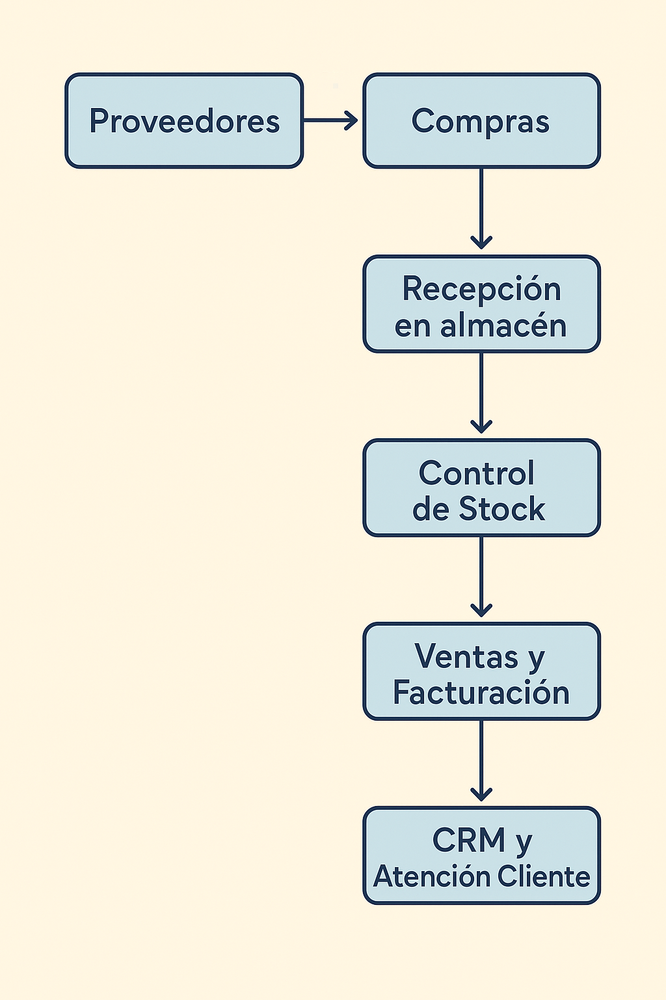 Proveedores
Compras
Recepción
en almacén
Control
de Stock
Ventas y
Facturación
CRM y
Atención Cliente